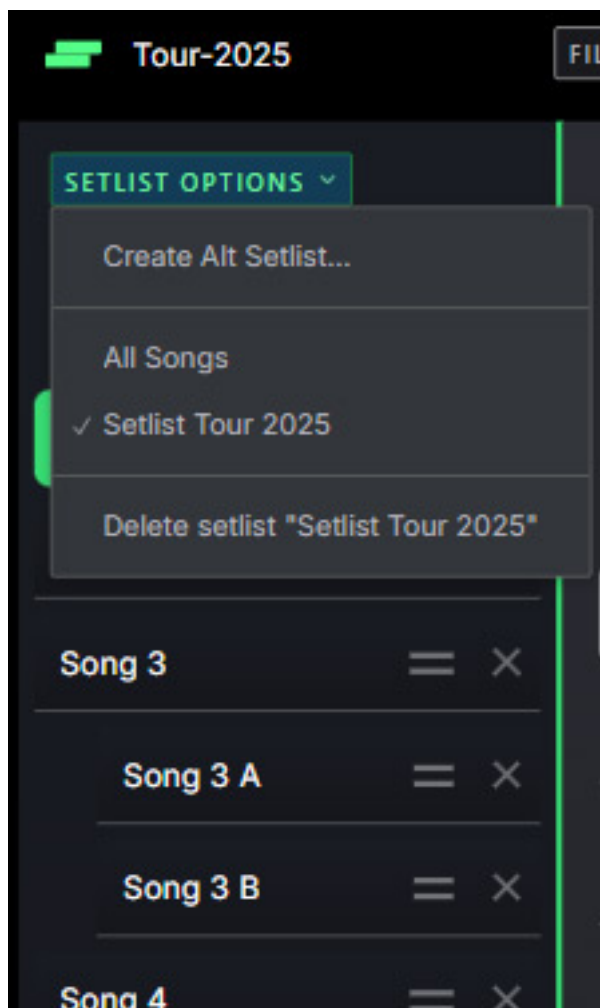 Tour-2025
SETLIST OPTIONS
Create Alt Setlist...
All Songs
✓ Setlist Tour 2025
Delete setlist "Setlist Tour 2025"
Song 3
Song 3 A
Song 3 B
Song 4